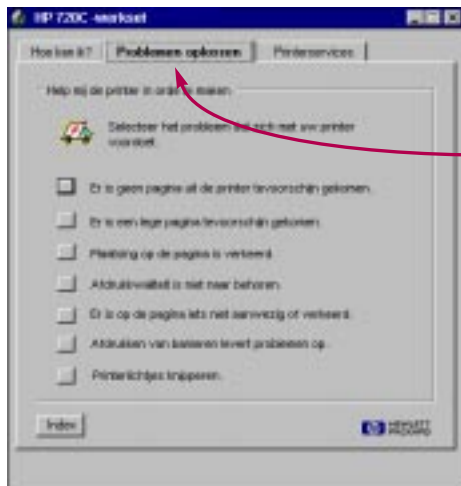 HP 720C -werkset
Hoe kan ik? Problemen oplossen Printerservices
Help mij de printer in orde te maken
Selecteer het probleem dat zich met uw printer
voordoet.
Er is geen pagina uit de printer tevoorschijn gekomen.
Er is een lege pagina tevoorschijn gekomen.
Plaatsing op de pagina is verkeerd.
Afdrukkwaliteit is niet naar behoren.
Er is op de pagina iets niet aanwezig of verkeerd.
Afdrukken van banieren levert problemen op.
Printerlichtjes knipperen.
Index
HEWLETT
PACKARD